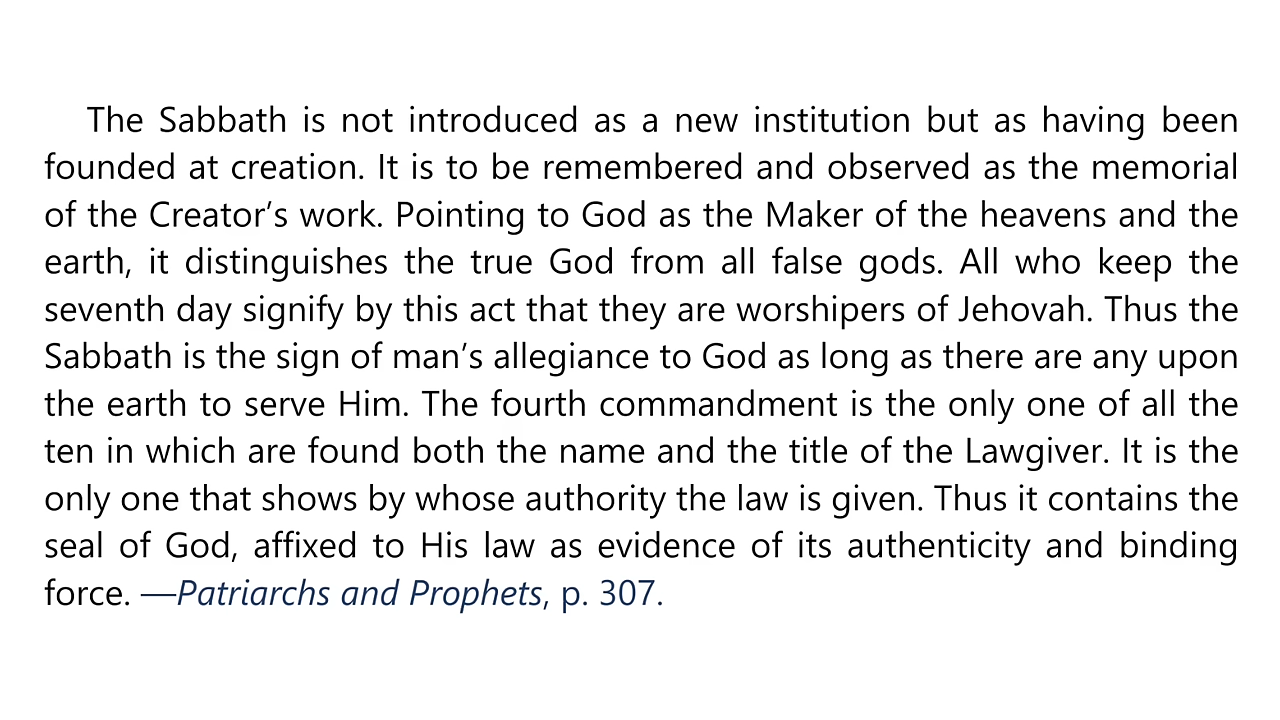 The Sabbath is not introduced as a new institution but as having been
founded at creation. It is to be remembered and observed as the memorial
of the Creator’s work. Pointing to God as the Maker of the heavens and the
earth, it distinguishes the true God from all false gods. All who keep the
seventh day signify by this act that they are worshipers of Jehovah. Thus the
Sabbath is the sign of man’s allegiance to God as long as there are any upon
the earth to serve Him. The fourth commandment is the only one of all the
ten in which are found both the name and the title of the Lawgiver. It is the
only one that shows by whose authority the law is given. Thus it contains the
seal of God, affixed to His law as evidence of its authenticity and binding
force. —Patriarchs and Prophets, p. 307.